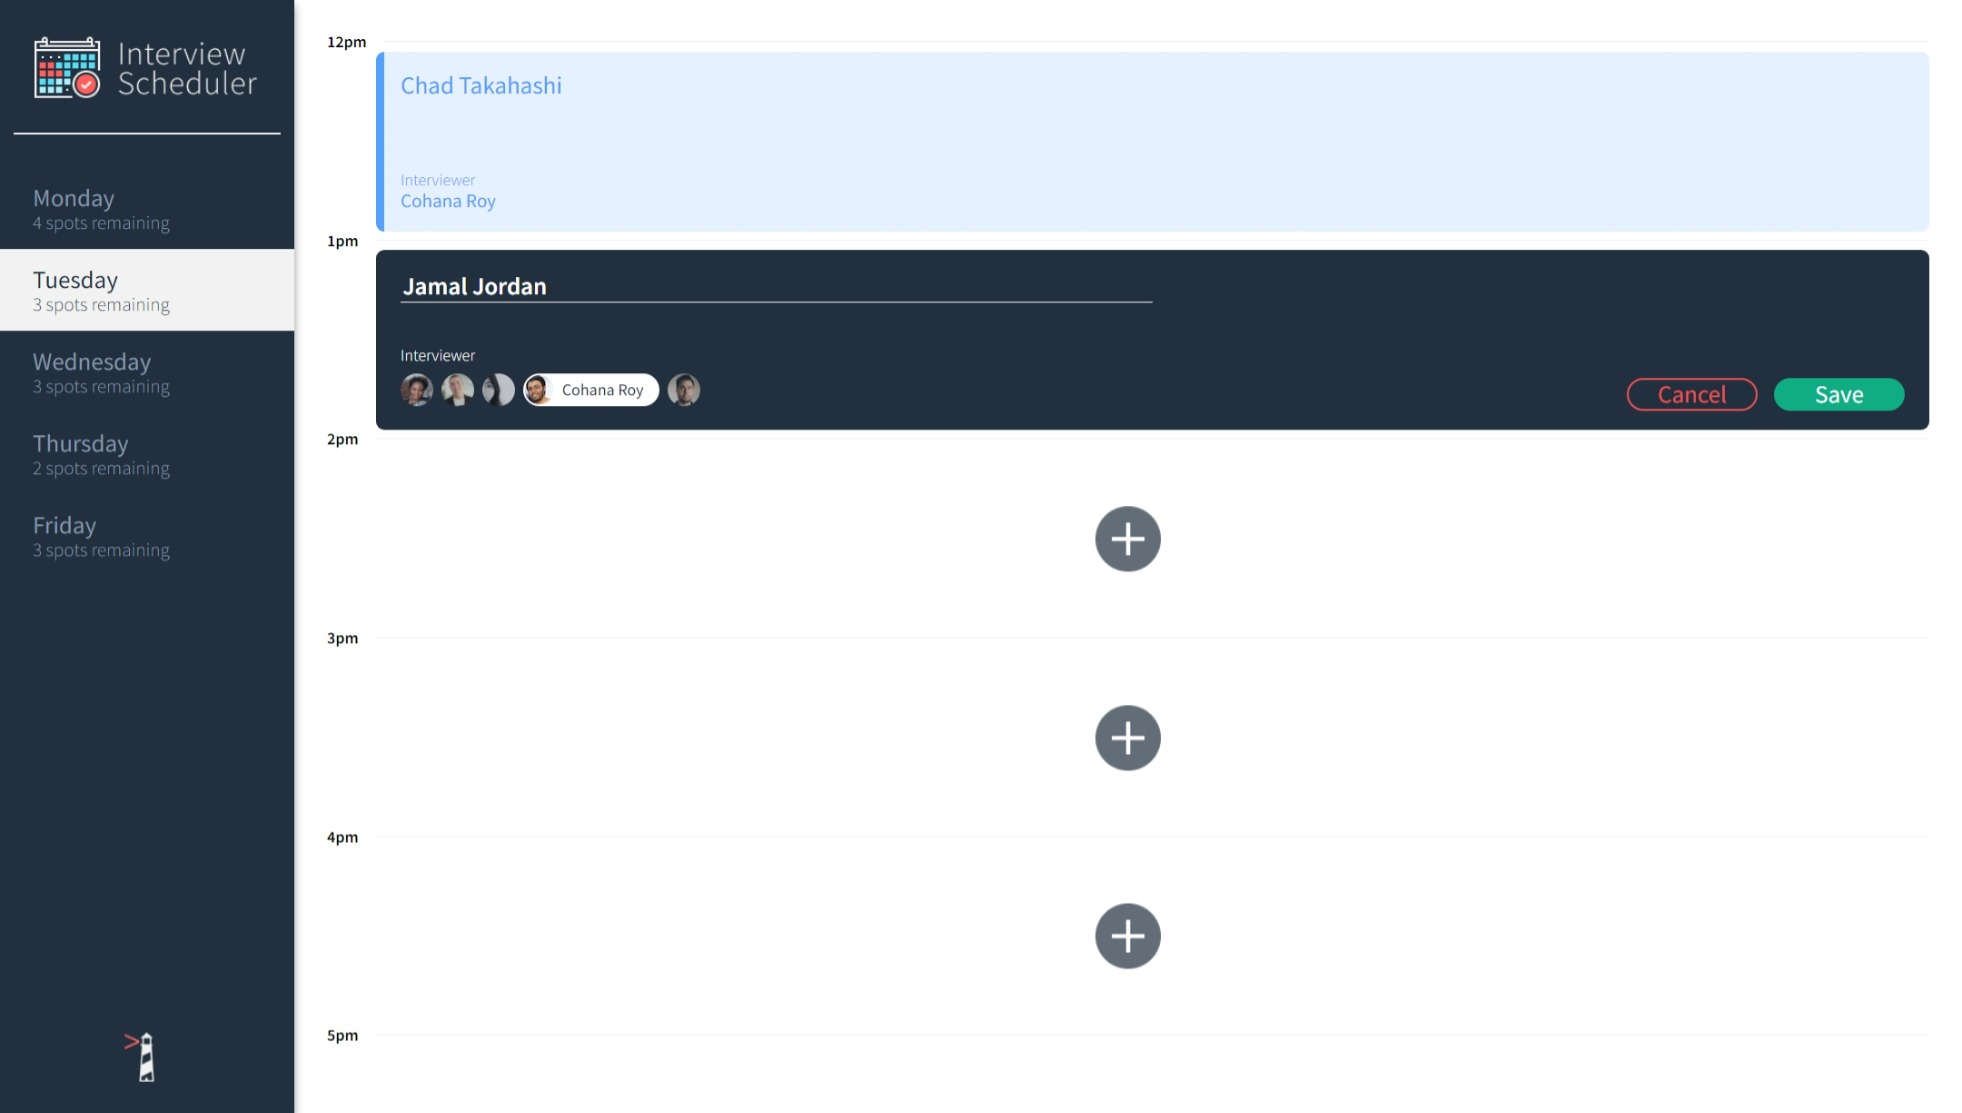 Interview
Scheduler
Monday
4 spots remaining
Tuesday
3 spots remaining
Wednesday
3 spots remaining
Thursday
2 spots remaining
Friday
3 spots remaining
12pm
Chad Takahashi
Interviewer
Cohana Roy
1pm
Jamal Jordan
Interviewer
Cohana Roy
Cancel
Save
2pm
3pm
4pm
5pm